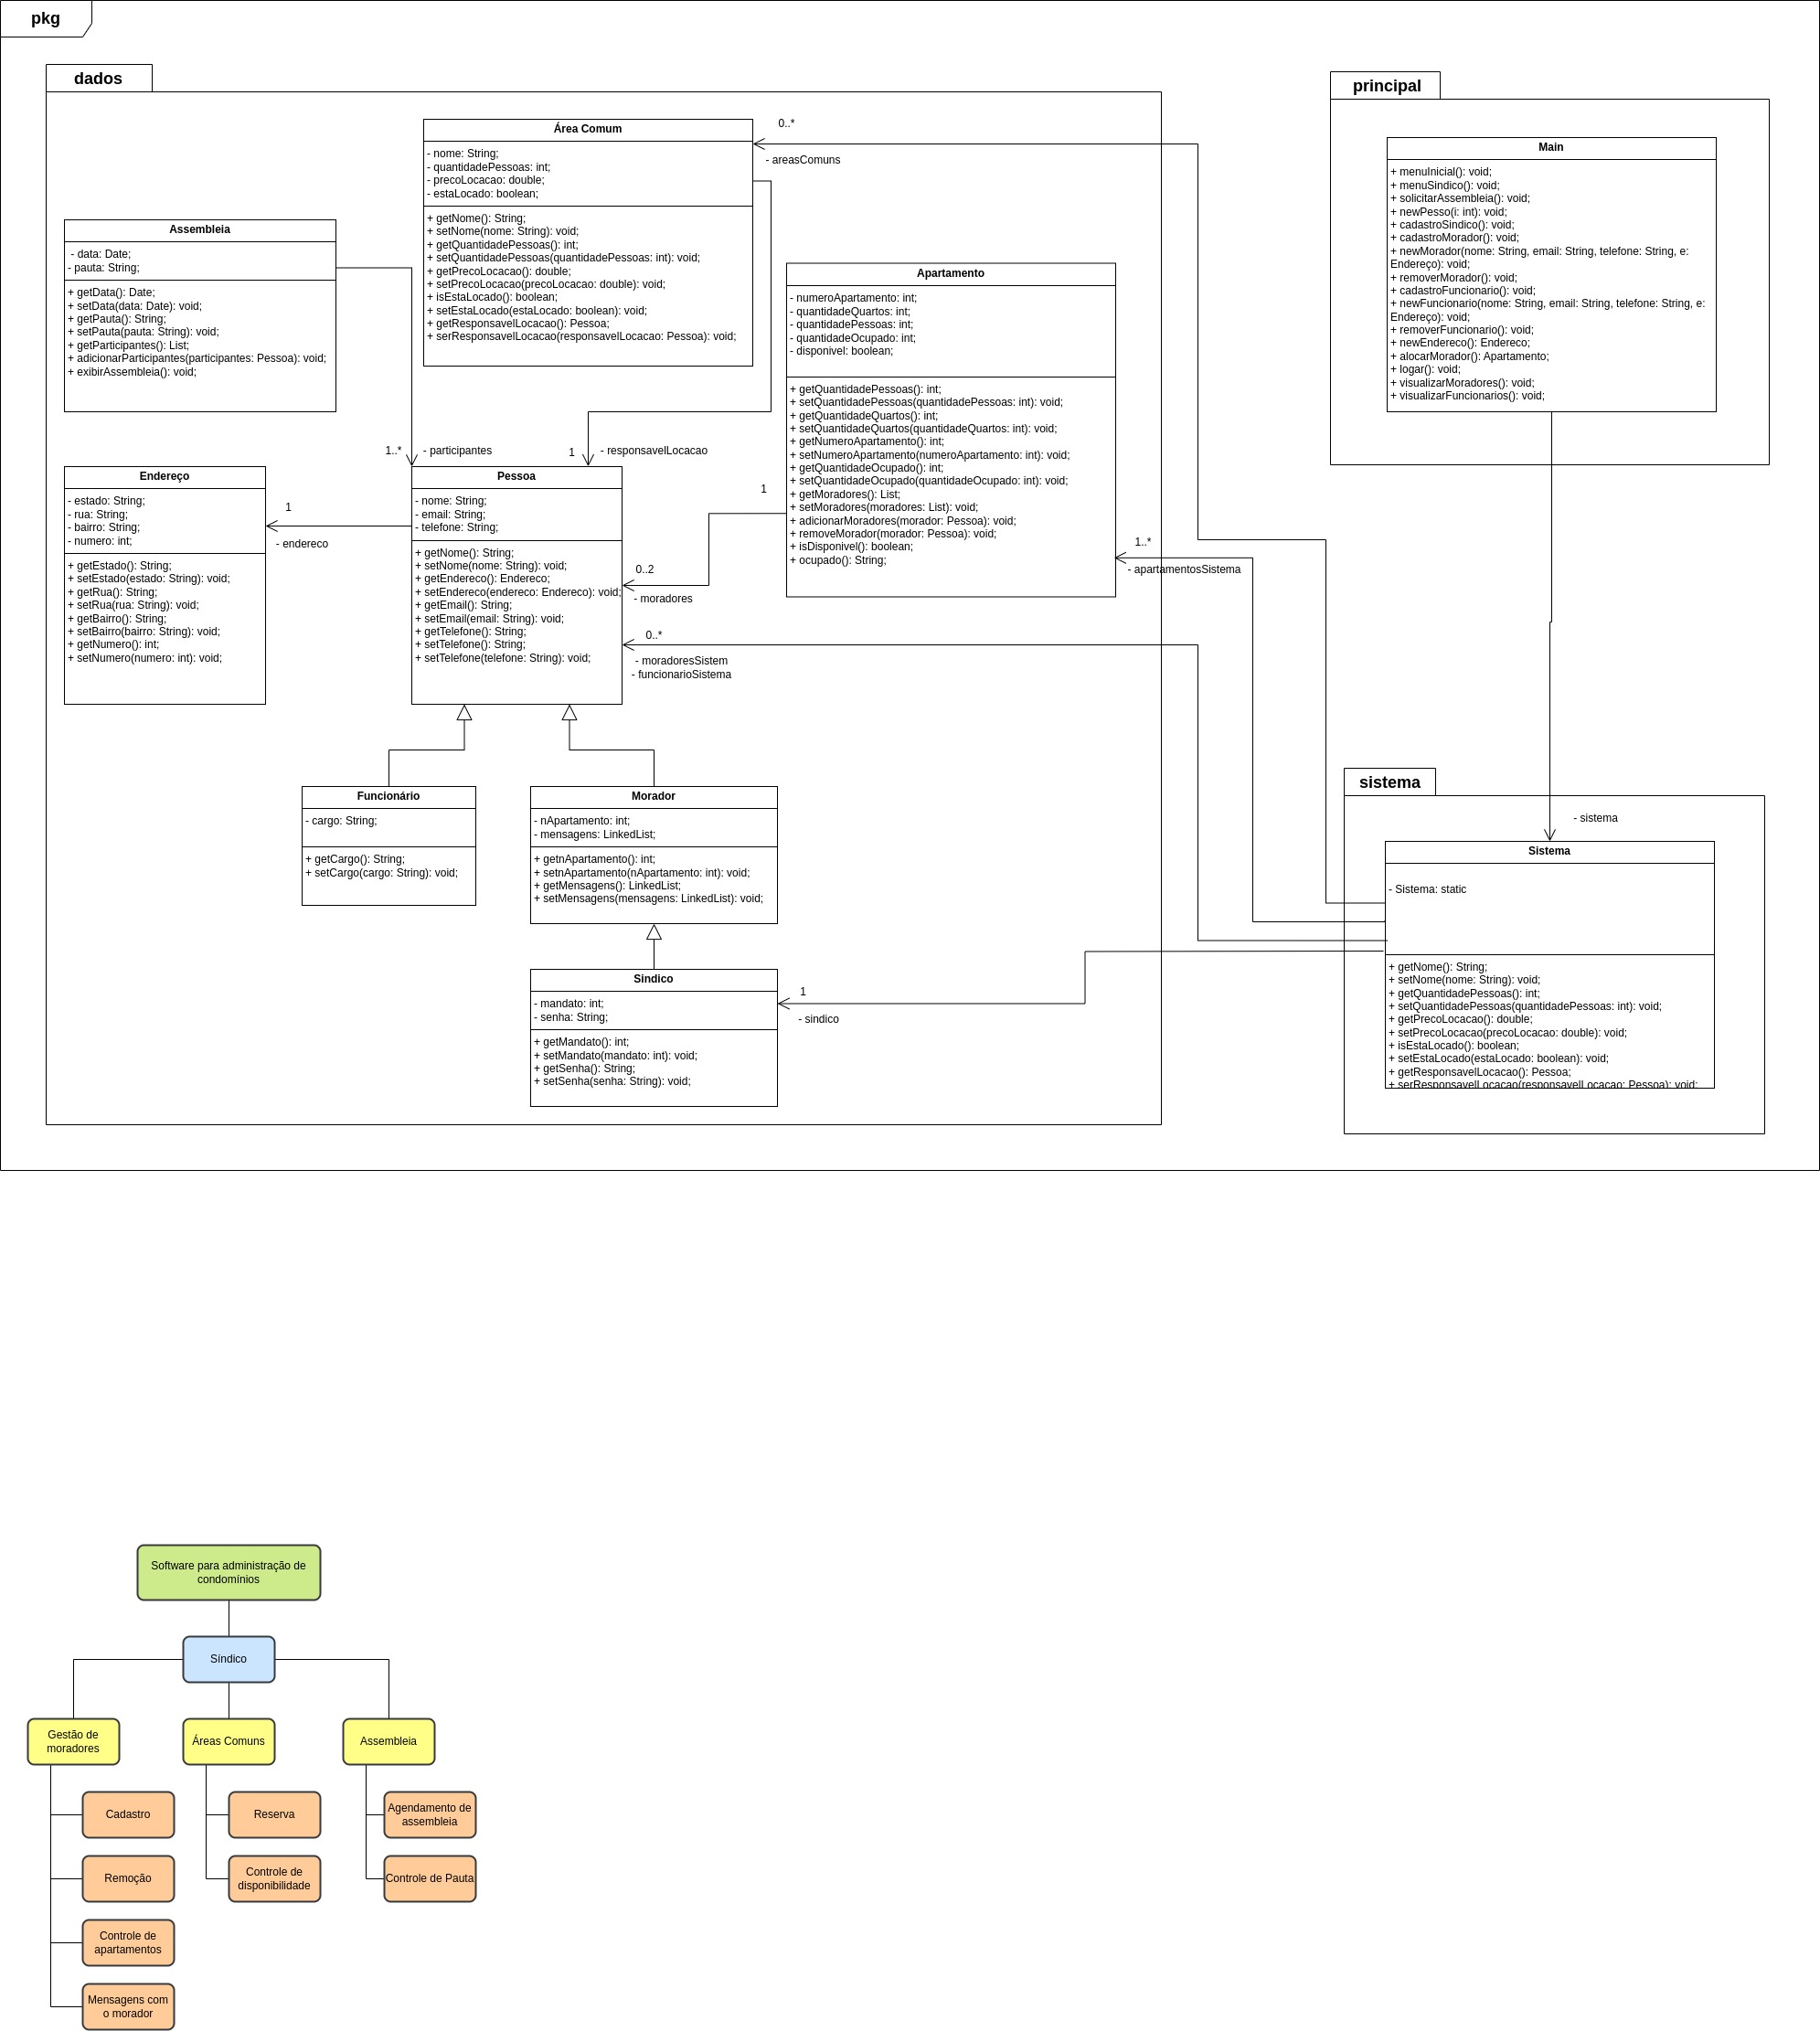 pkg
dados
Área Comum
- nome: String;
- quantidadePessoas: int;
- precoLocacao: double;
- estaLocado: boolean;
+ getNome(): String;
+ setNome(nome: String): void;
+ getQuantidadePessoas(): int;
+ setQuantidadePessoas(quantidadePessoas: int): void;
+ getPrecoLocacao(): double;
+ setPrecoLocacao(precoLocacao: double): void;
+ isEstaLocado(): boolean;
+ setEstaLocado(estaLocado: boolean): void;
+ getResponsavelLocacao(): Pessoa;
+ serResponsavelLocacao(responsavelLocacao: Pessoa): void;
0..*
- areasComuns
Assembleia
- data: Date;
- pauta: String;
+ getData(): Date;
+ setData(data: Date): void;
+ getPauta(): String;
+ setPauta(pauta: String): void;
+ getParticipantes(): List;
+ adicionarParticipantes(participantes: Pessoa): void;
+ exibirAssembleia(): void;
Apartamento
- numeroApartamento: int;
- quantidadeQuartos: int;
- quantidadePessoas: int;
- quantidadeOcupado: int;
- disponivel: boolean;
+ getQuantidadePessoas(): int;
+ setQuantidadePessoas(quantidadePessoas: int): void;
+ getQuantidadeQuartos(): int;
+ setQuantidadeQuartos(quantidadeQuartos: int): void;
+ getNumeroApartamento(): int;
+ setNumeroApartamento(numeroApartamento: int): void;
+ getQuantidadeOcupado(): int;
+ setQuantidadeOcupado(quantidadeOcupado: int): void;
+ getMoradores(): List;
+ setMoradores(moradores: List): void;
+ adicionarMoradores(morador: Pessoa): void;
+ removeMorador(morador: Pessoa): void;
+ isDisponivel(): boolean;
+ ocupado(): String;
1..*
- participantes
1
- responsavelLocacao
Endereço
- estado: String;
- rua: String;
- bairro: String;
- numero: int;
+ getEstado(): String;
+ setEstado(estado: String): void;
+ getRua(): String;
+ setRua(rua: String): void;
+ getBairro(): String;
+ setBairro(bairro: String): void;
+ getNumero(): int;
+ setNumero(numero: int): void;
1
- endereco
Pessoa
- nome: String;
- email: String;
- telefone: String;
+ getNome(): String;
+ setNome(nome: String): void;
+ getEndereco(): Endereco;
+ setEndereco(endereco: Endereco): void;
+ getEmail(): String;
+ setEmail(email: String): void;
+ getTelefone(): String;
+ setTelefone(): String;
+ setTelefone(telefone: String): void;
1
0..2
- moradores
1..*
- apartamentosSistema
0..*
- moradoresSistem
- funcionarioSistema
Funcionário
- cargo: String;
+ getCargo(): String;
+ setCargo(cargo: String): void;
Morador
- nApartamento: int;
- mensagens: LinkedList;
+ getnApartamento(): int;
+ setnApartamento(nApartamento: int): void;
+ getMensagens(): LinkedList;
+ setMensagens(mensagens: LinkedList): void;
Sindico
- mandato: int;
- senha: String;
+ getMandato(): int;
+ setMandato(mandato: int): void;
+ getSenha(): String;
+ setSenha(senha: String): void;
1
- sindico
principal
Main
+ menuInicial(): void;
+ menuSindico(): void;
+ solicitarAssembleia(): void;
+ newPesso(i: int): void;
+ cadastroSindico(): void;
+ cadastroMorador(): void;
+ newMorador(nome: String, email: String, telefone: String, e:
Endereço): void;
+ removerMorador(): void;
+ cadastroFuncionario(): void;
+ newFuncionario(nome: String, email: String, telefone: String, e:
Endereço): void;
+ removerFuncionario(): void;
+ newEndereco(): Endereco;
+ alocarMorador(): Apartamento;
+ logar(): void;
+ visualizarMoradores(): void;
+ visualizarFuncionarios(): void;
sistema
- sistema
Sistema
- Sistema: static
+ getNome(): String;
+ setNome(nome: String): void;
+ getQuantidadePessoas(): int;
+ setQuantidadePessoas(quantidadePessoas: int): void;
+ getPrecoLocacao(): double;
+ setPrecoLocacao(precoLocacao: double): void;
+ isEstaLocado(): boolean;
+ setEstaLocado(estaLocado: boolean): void;
+ getResponsavelLocacao(): Pessoa;
+ serResponsavelLocacao(responsavelLocacao: Pessoa): void;
Software para administração de
condomínios
Síndico
Gestão de
moradores
Áreas Comuns
Assembleia
Cadastro
Reserva
Agendamento de
assembleia
Remoção
Controle de
disponibilidade
Controle de Pauta
Controle de
apartamentos
Mensagens com
o morador